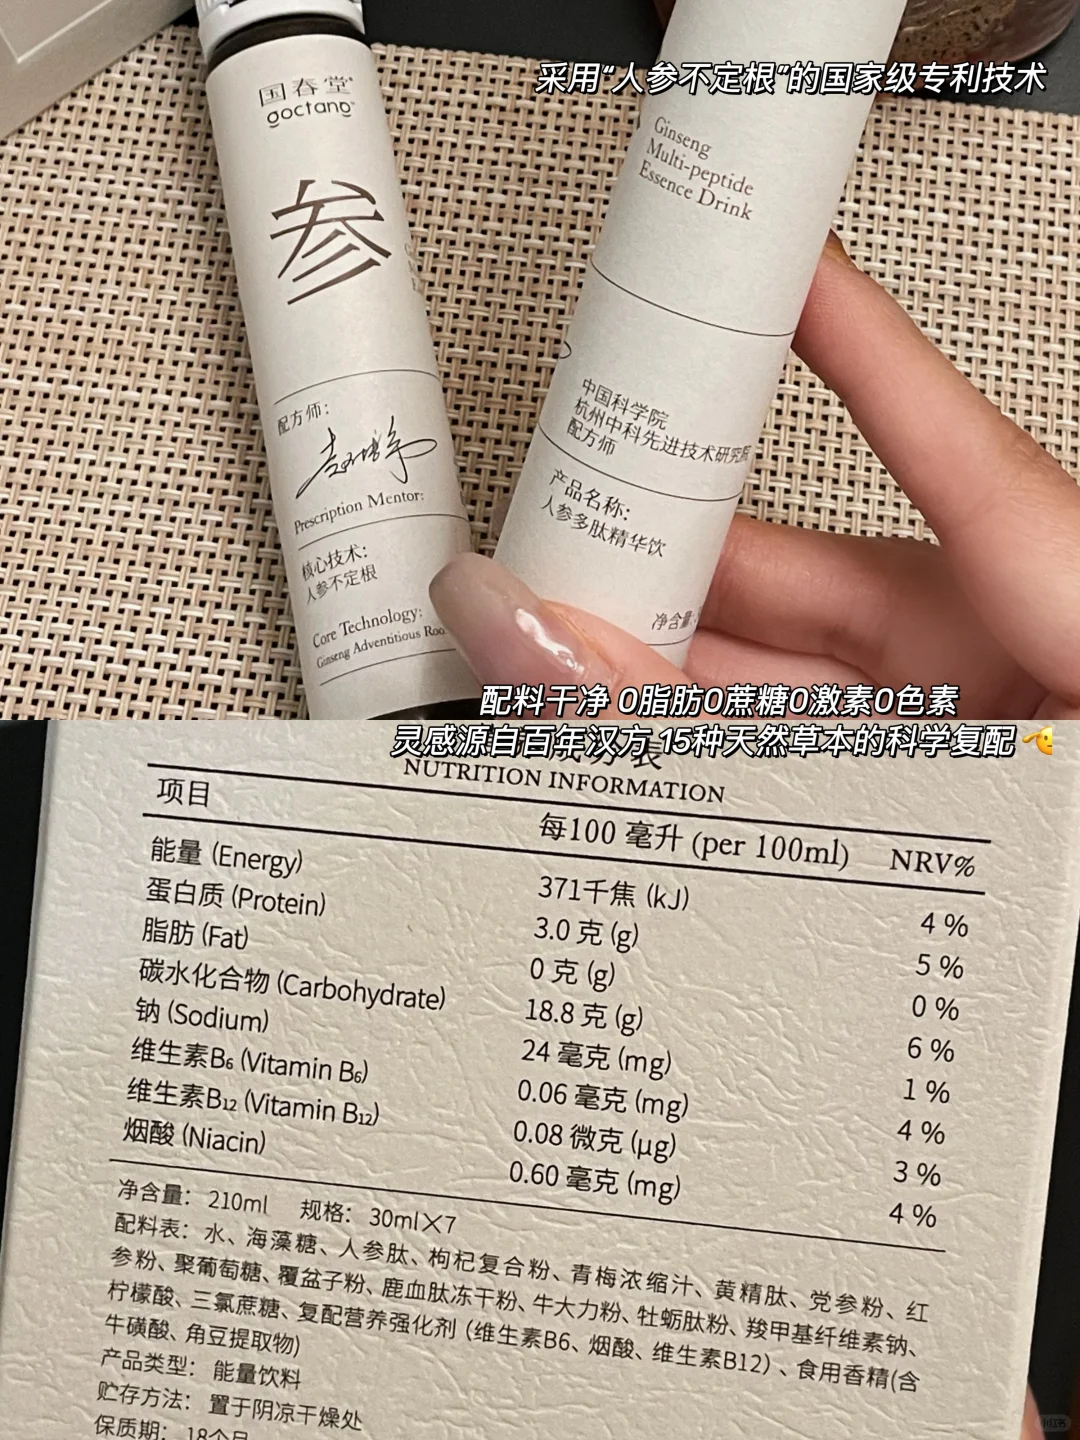 国春堂
goctang
参
配方师：
Prescription Mentor:
核心技术：
人参不定根
Core Technology:
Ginseng Adventitious Roo
采用“人参不定根”的国家级专利技术
Ginseng
Multi-peptide
Essence Drink
中国科学院
杭州中科先进技术研究院
配方师
产品名称：
人参多肽精华饮
净含量：
配料干净 0脂肪0蔗糖0激素0色素
灵感源自百年汉方 15种天然草本的科学复配
NUTRITION INFORMATION
项目 每100 毫升 (per 100ml) NRV%
能量 (Energy) 371千焦 (kJ) 4 %
蛋白质 (Protein) 3.0 克 (g) 5 %
脂肪 (Fat) 0 克 (g) 0 %
碳水化合物 (Carbohydrate) 18.8 克 (g) 6 %
钠 (Sodium) 24 毫克 (mg) 1 %
维生素B₆ (Vitamin B₆) 0.06 毫克 (mg) 4 %
维生素B₁₂ (Vitamin B₁₂) 0.08 微克 (μg) 3 %
烟酸 (Niacin) 0.60 毫克 (mg) 4 %
净含量： 210ml 规格： 30ml×7
配料表：水、海藻糖、人参肽、枸杞复合粉、青梅浓缩汁、黄精肽、党参粉、红
参粉、聚葡萄糖、覆盆子粉、鹿血肽冻干粉、牛大力粉、牡蛎肽粉、羧甲基纤维素钠、
柠檬酸、三氯蔗糖、复配营养强化剂 (维生素B6、烟酸、维生素B12) 、食用香精(含
牛磺酸、角豆提取物)
产品类型： 能量饮料
贮存方法： 置于阴凉干燥处
保质期： 18个月
小红书